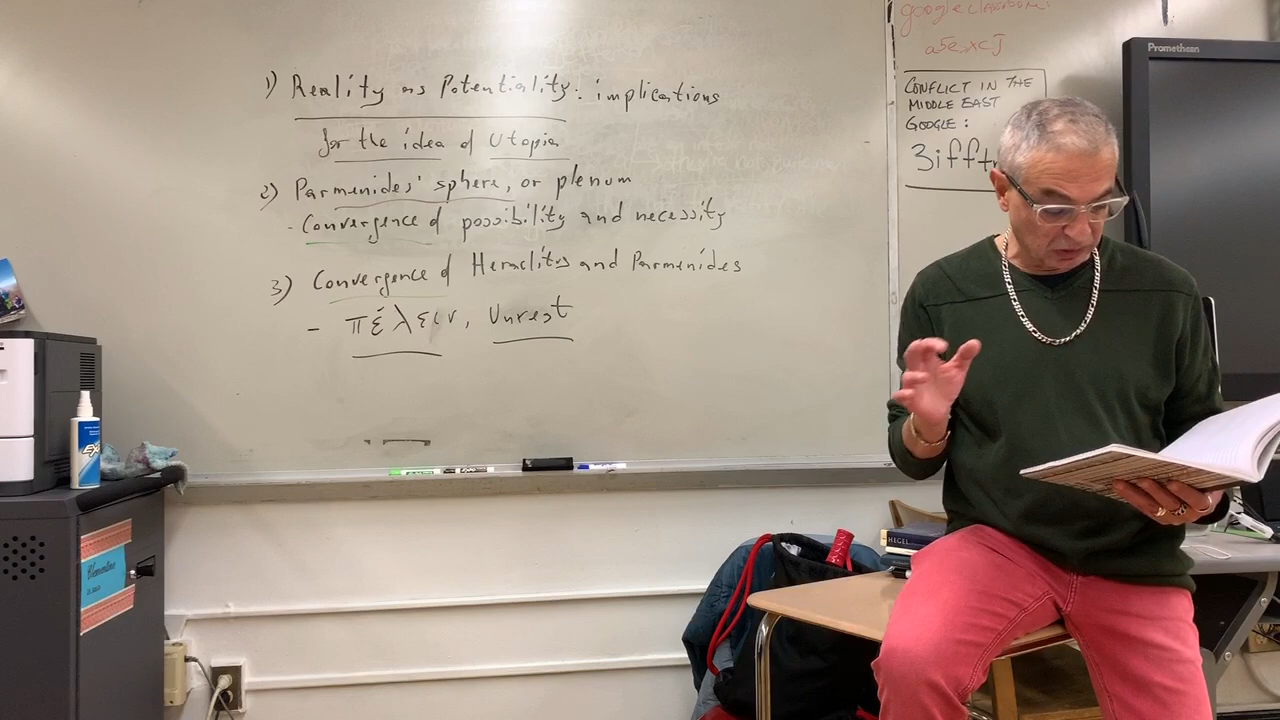 1) Reality as Potentiality: implications
for the idea of Utopia
2) Parmenides' sphere, or plenum
- Convergence of possibility and necessity
3) Convergence of Heraclitus and Parmenides
- πέλειν, Unrest
google classroom:
CONFLICT IN THE
MIDDLE EAST
GOOGLE:
Promethean
HEGEL
Clementine